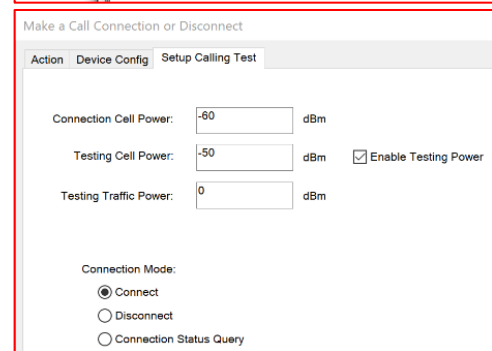 Make a Call Connection or Disconnect
Action Device Config Setup Calling Test
Connection Cell Power: -60 dBm
Testing Cell Power: -50 dBm Enable Testing Power
Testing Traffic Power: 0 dBm
Connection Mode:
Connect
Disconnect
Connection Status Query